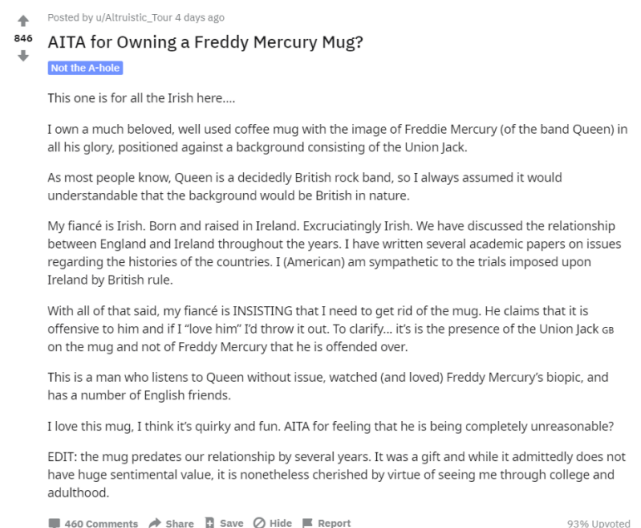 Posted by u/Altruistic_Tour 4 days ago
846
AITA for Owning a Freddy Mercury Mug?
Not the A-hole
This one is for all the Irish here....
I own a much beloved, well used coffee mug with the image of Freddie Mercury (of the band Queen) in
all his glory, positioned against a background consisting of the Union Jack.
As most people know, Queen is a decidedly British rock band, so I always assumed it would
understandable that the background would be British in nature.
My fiancé is Irish. Born and raised in Ireland. Excruciatingly Irish. We have discussed the relationship
between England and Ireland throughout the years. I have written several academic papers on issues
regarding the histories of the countries. I (American) am sympathetic to the trials imposed upon
Ireland by British rule.
With all of that said, my fiancé is INSISTING that I need to get rid of the mug. He claims that it is
offensive to him and if I “love him” I’d throw it out. To clarify... it’s is the presence of the Union Jack GB
on the mug and not of Freddy Mercury that he is offended over.
This is a man who listens to Queen without issue, watched (and loved) Freddy Mercury's biopic, and
has a number of English friends.
I love this mug, I think it’s quirky and fun. AITA for feeling that he is being completely unreasonable?
EDIT: the mug predates our relationship by several years. It was a gift and while it admittedly does not
have huge sentimental value, it is nonetheless cherished by virtue of seeing me through college and
adulthood.
460 Comments Share Save Hide Report 93% Upvoted